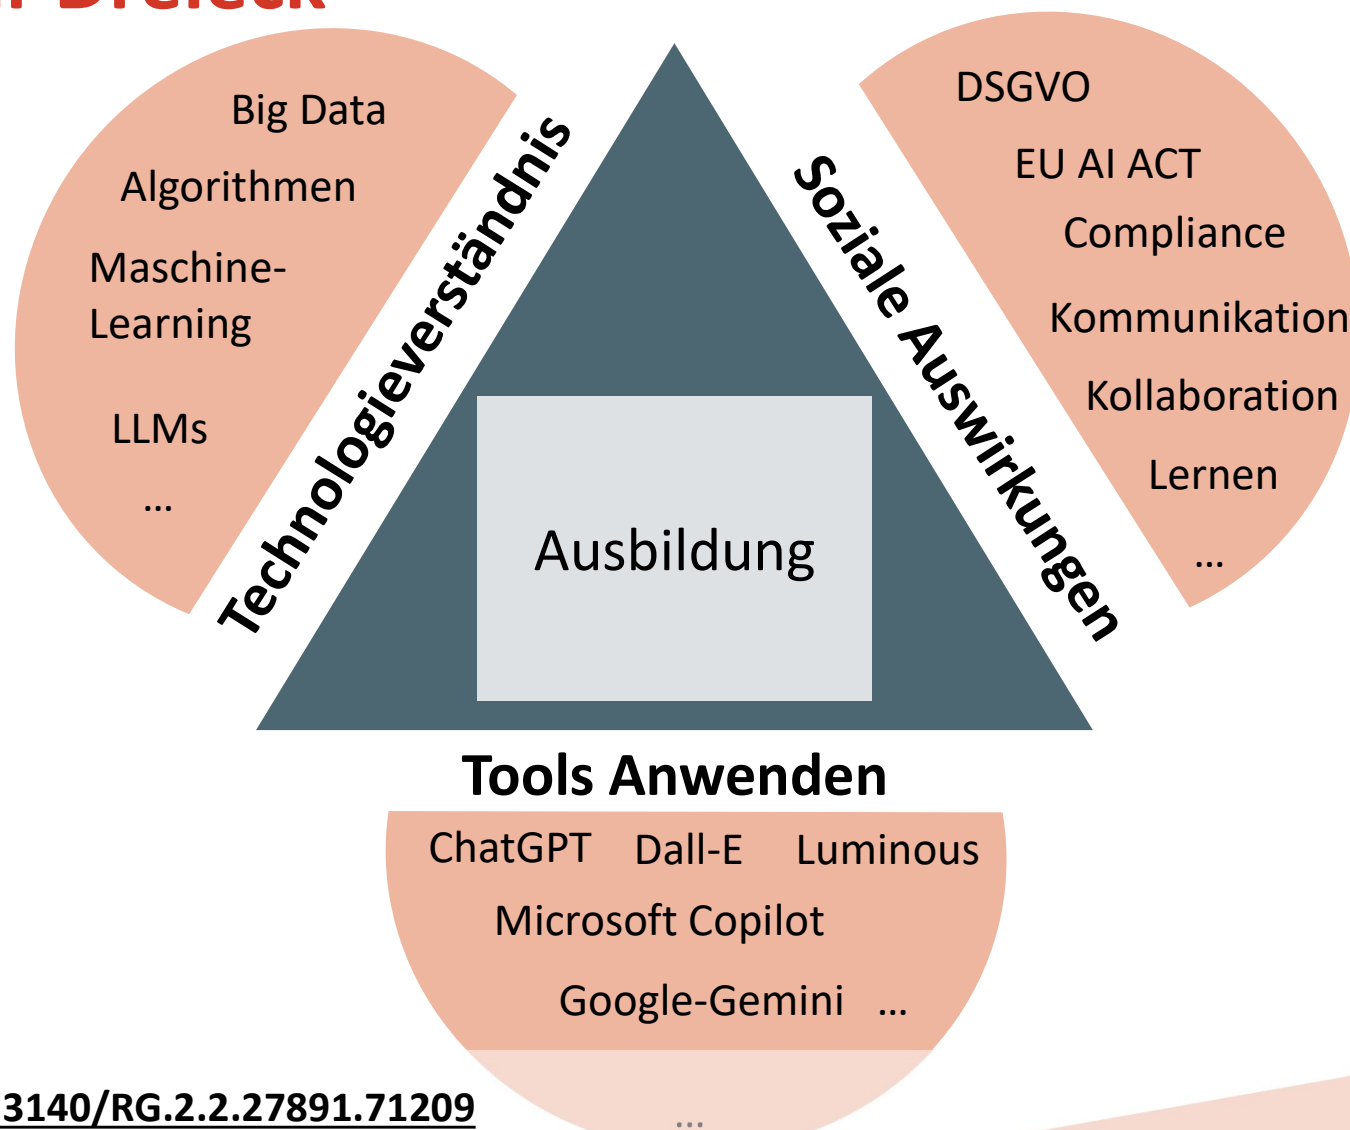 Dreieck
Big Data
Algorithmen
Maschine-
Learning
LLMs
...
Technologieverständnis
DSGVO
EU AI ACT
Compliance
Kommunikation
Kollaboration
Lernen
...
Soziale Auswirkungen
Ausbildung
Tools Anwenden
ChatGPT Dall-E Luminous
Microsoft Copilot
Google-Gemini ...
...
3140/RG.2.2.27891.71209